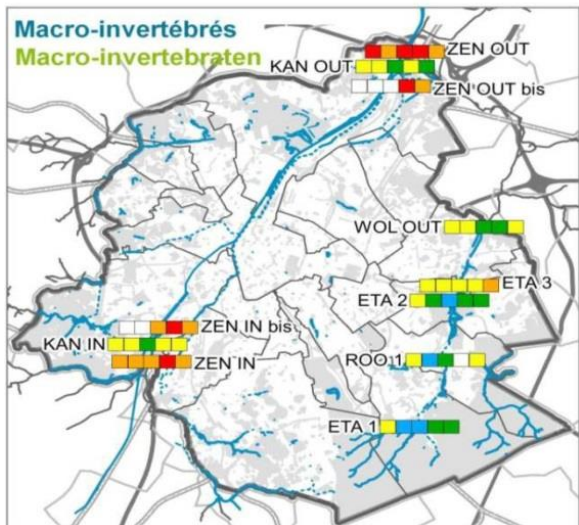 Macro-invertébrés
Macro-invertebraten
ZEN OUT
KAN OUT
ZEN OUT bis
WOL OUT
ETA 3
ETA 2
ZEN IN bis
KAN IN
ZEN IN
ROO 1
ETA 1